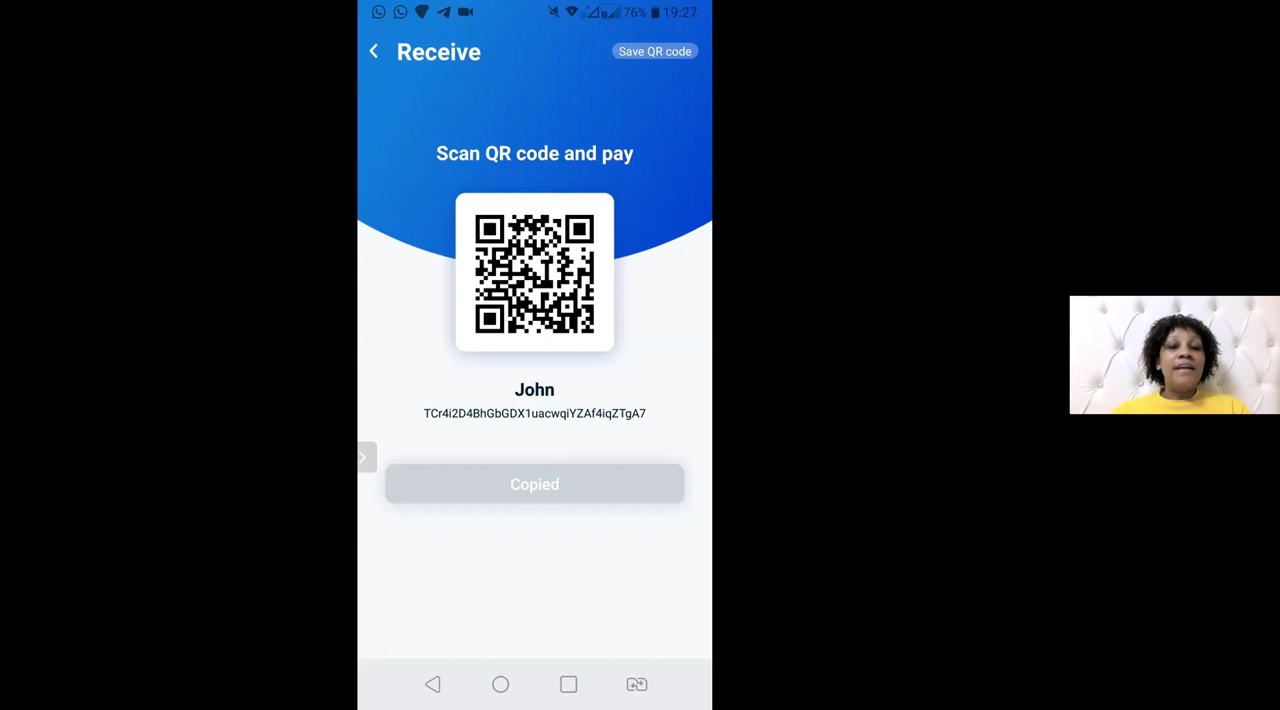 76% 19:27
Receive
Save QR code
Scan QR code and pay
John
TCr4i2D4BhGbGDX1uacwqiYZAf4iqZTgA7
Copied